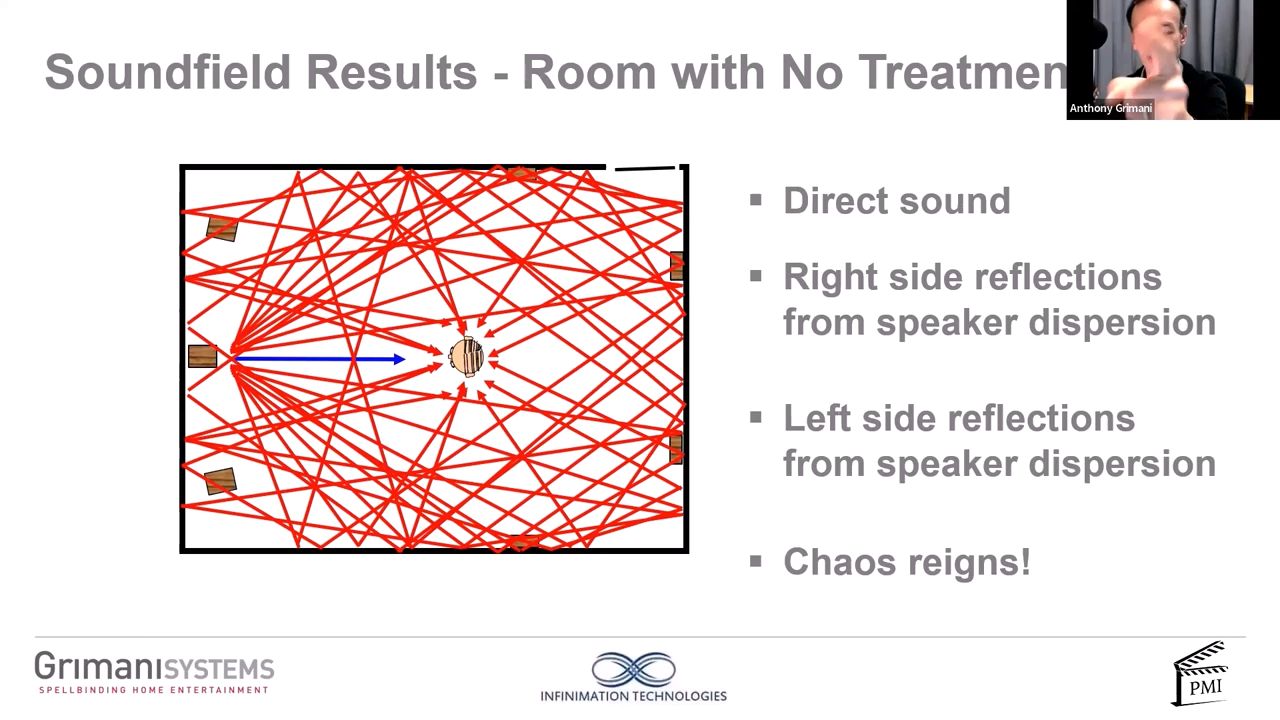 Soundfield Results - Room with No Treatmen
Anthony Grimani
▪ Direct sound
▪ Right side reflections
from speaker dispersion
▪ Left side reflections
from speaker dispersion
▪ Chaos reigns!
GrimaniSYSTEMS
SPELLBINDING HOME ENTERTAINMENT
INFINIMATION TECHNOLOGIES
PMI